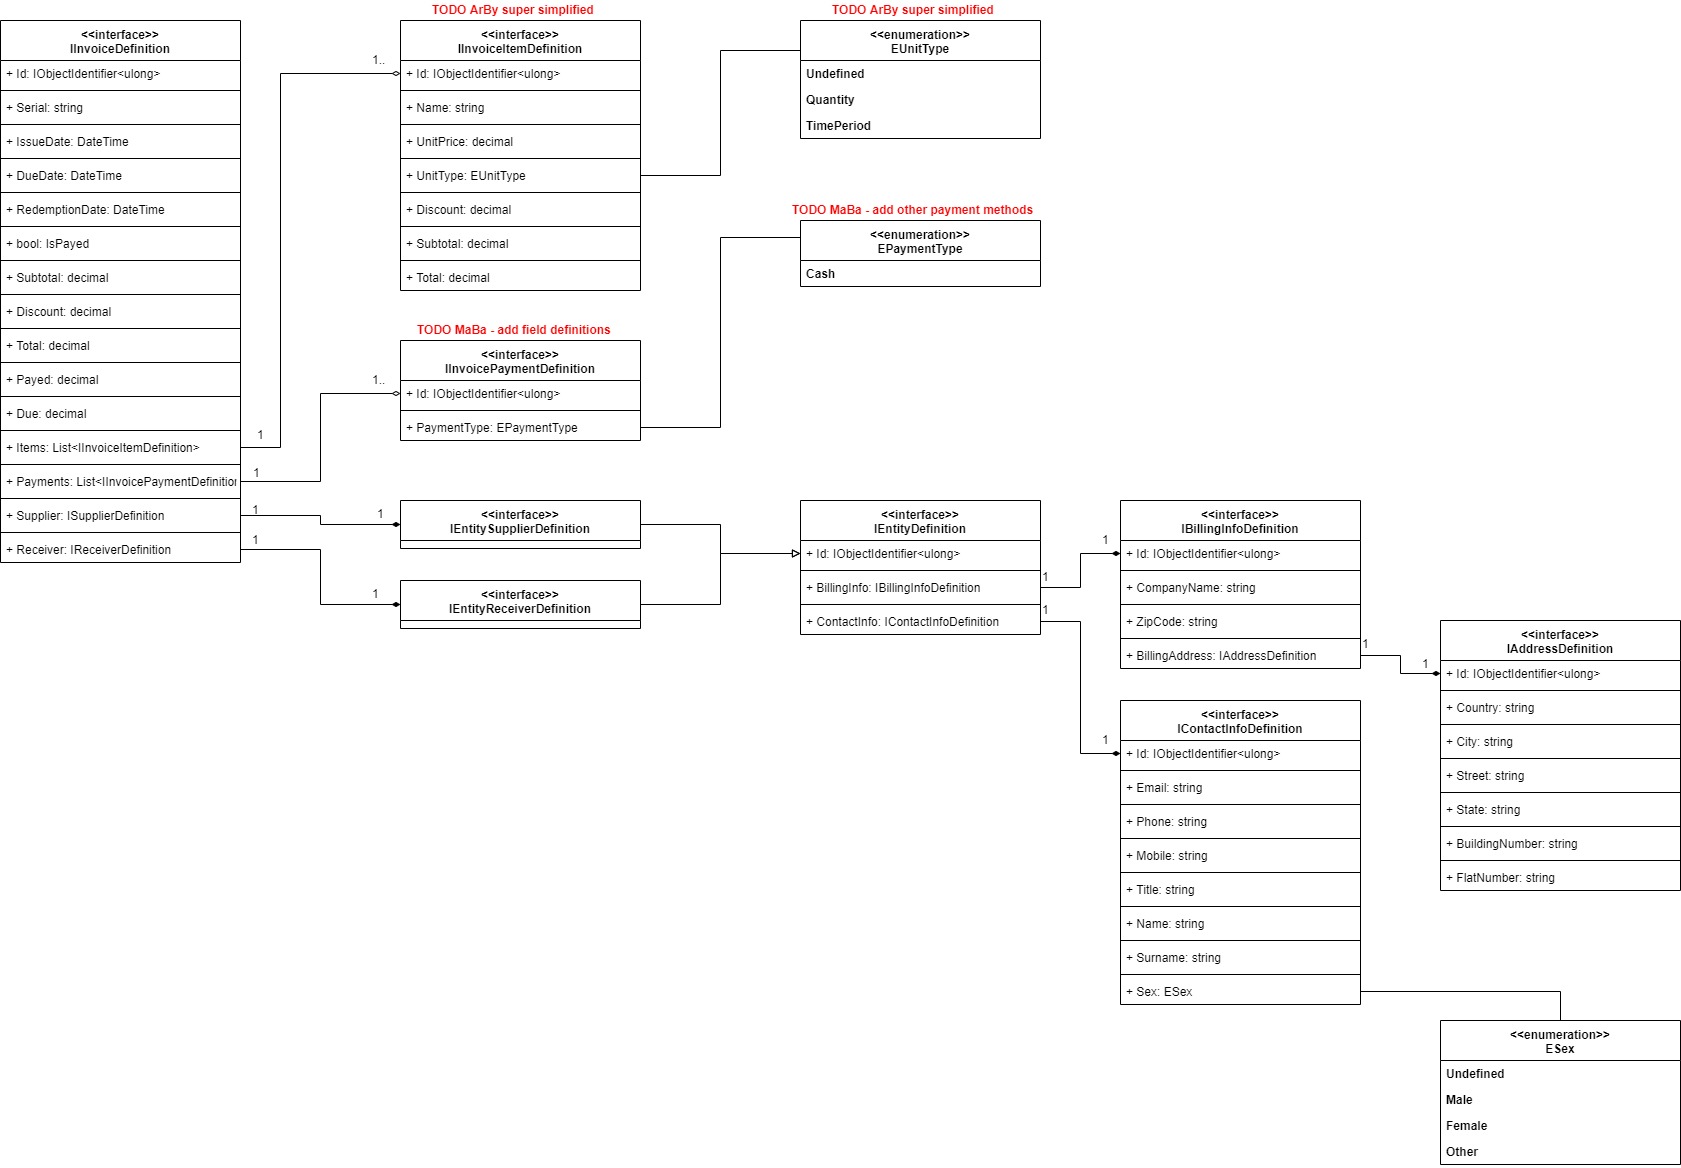 <<interface>>
IInvoiceDefinition
+ Id: IObjectIdentifier<ulong>
+ Serial: string
+ IssueDate: DateTime
+ DueDate: DateTime
+ RedemptionDate: DateTime
+ bool: IsPayed
+ Subtotal: decimal
+ Discount: decimal
+ Total: decimal
+ Payed: decimal
+ Due: decimal
+ Items: List<IInvoiceItemDefinition>
+ Payments: List<IInvoicePaymentDefinition
+ Supplier: ISupplierDefinition
+ Receiver: IReceiverDefinition
1
1
1
1
TODO ArBy super simplified
1..
<<interface>>
IInvoiceItemDefinition
+ Id: IObjectIdentifier<ulong>
+ Name: string
+ UnitPrice: decimal
+ UnitType: EUnitType
+ Discount: decimal
+ Subtotal: decimal
+ Total: decimal
TODO MaBa - add field definitions
1..
<<interface>>
IInvoicePaymentDefinition
+ Id: IObjectIdentifier<ulong>
+ PaymentType: EPaymentType
1
<<interface>>
IEntitySupplierDefinition
1
<<interface>>
IEntityReceiverDefinition
TODO ArBy super simplified
<<enumeration>>
EUnitType
Undefined
Quantity
TimePeriod
TODO MaBa - add other payment methods
<<enumeration>>
EPaymentType
Cash
<<interface>>
IEntityDefinition
+ Id: IObjectIdentifier<ulong>
+ BillingInfo: IBillingInfoDefinition
+ ContactInfo: IContactInfoDefinition
1
1
1
<<interface>>
IBillingInfoDefinition
+ Id: IObjectIdentifier<ulong>
+ CompanyName: string
+ ZipCode: string
+ BillingAddress: IAddressDefinition
1
1
<<interface>>
IContactInfoDefinition
+ Id: IObjectIdentifier<ulong>
+ Email: string
+ Phone: string
+ Mobile: string
+ Title: string
+ Name: string
+ Surname: string
+ Sex: ESex
1
<<interface>>
IAddressDefinition
+ Id: IObjectIdentifier<ulong>
+ Country: string
+ City: string
+ Street: string
+ State: string
+ BuildingNumber: string
+ FlatNumber: string
<<enumeration>>
ESex
Undefined
Male
Female
Other